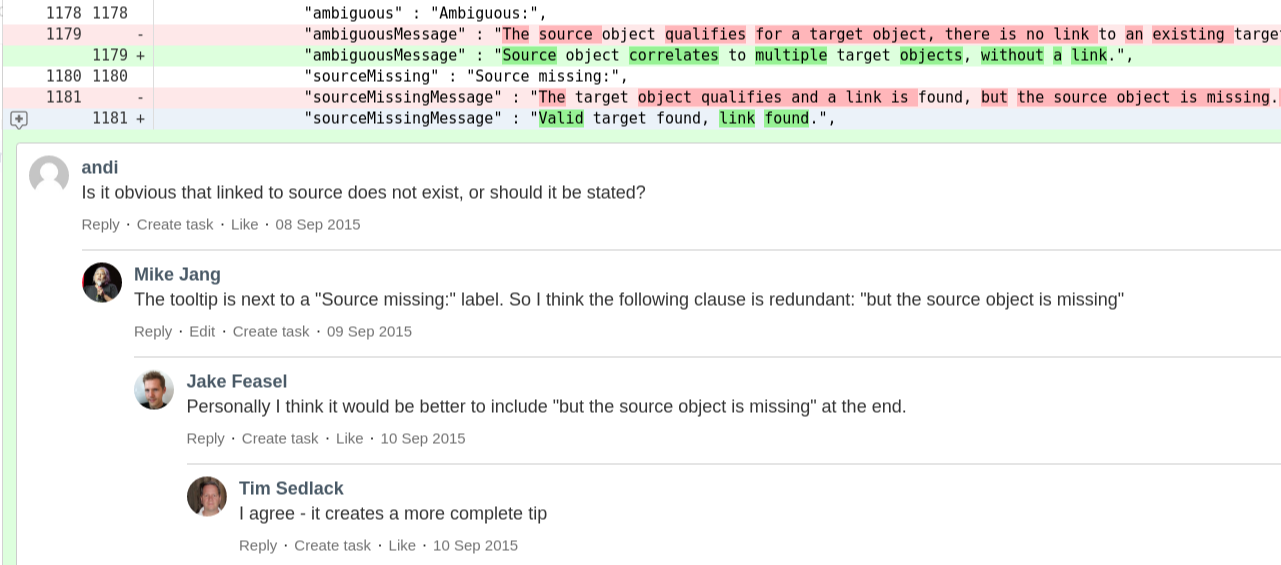 1178 1178 "ambiguous" : "Ambiguous:",
1179 - "ambiguousMessage" : "The source object qualifies for a target object, there is no link to an existing targe
1179 + "ambiguousMessage" : "Source object correlates to multiple target objects, without a link.",
1180 1180 "sourceMissing" : "Source missing:",
1181 - "sourceMissingMessage" : "The target object qualifies and a link is found, but the source object is missing.
1181 + "sourceMissingMessage" : "Valid target found, link found.",
andi
Is it obvious that linked to source does not exist, or should it be stated?
Reply · Create task · Like · 08 Sep 2015
Mike Jang
The tooltip is next to a "Source missing:" label. So I think the following clause is redundant: "but the source object is missing"
Reply · Edit · Create task · 09 Sep 2015
Jake Feasel
Personally I think it would be better to include "but the source object is missing" at the end.
Reply · Create task · Like · 10 Sep 2015
Tim Sedlack
I agree - it creates a more complete tip
Reply · Create task · Like · 10 Sep 2015